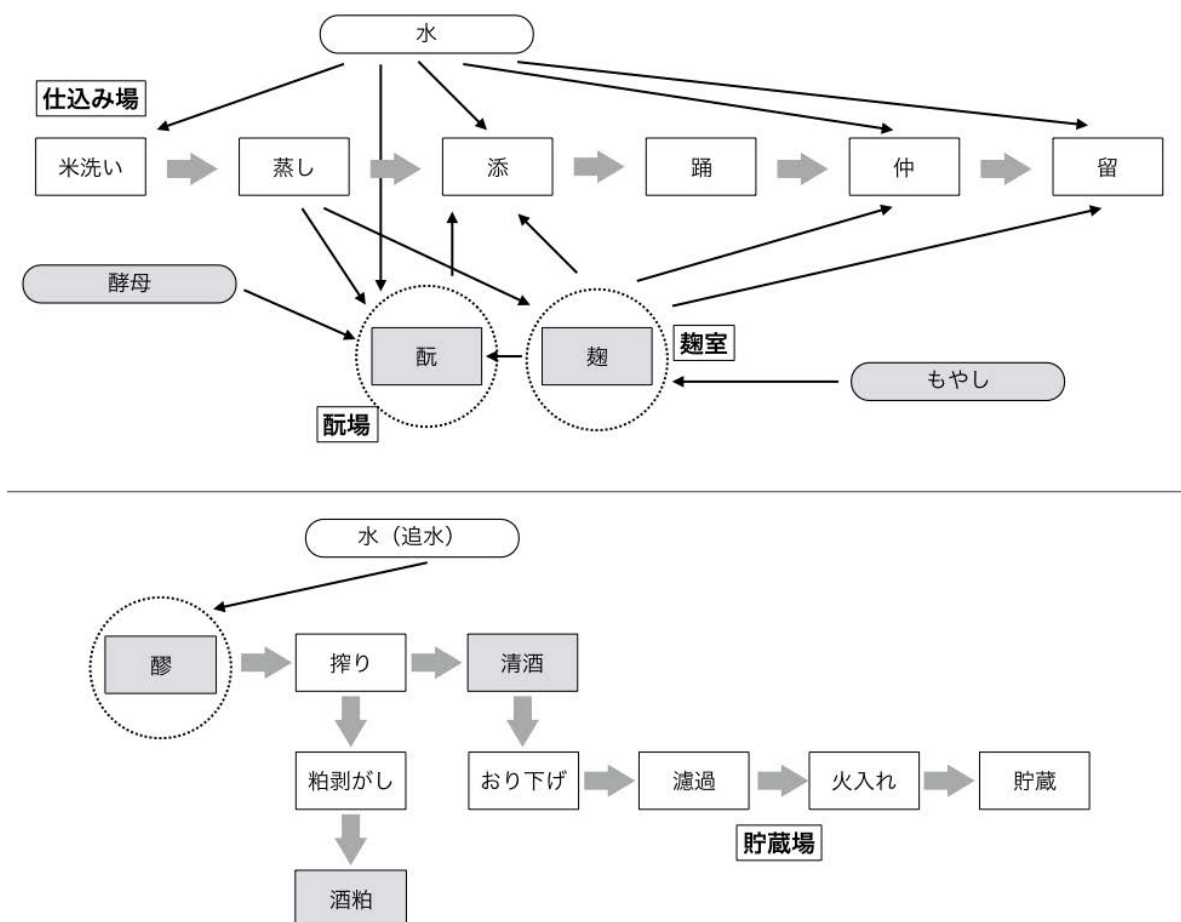 水
仕込み場
米洗い
蒸し
添
踊
仲
留
酵母
酛
麹
麹室
もやし
酛場
水（追水）
醪
搾り
清酒
粕剥がし
おり下げ
濾過
火入れ
貯蔵
貯蔵場
酒粕